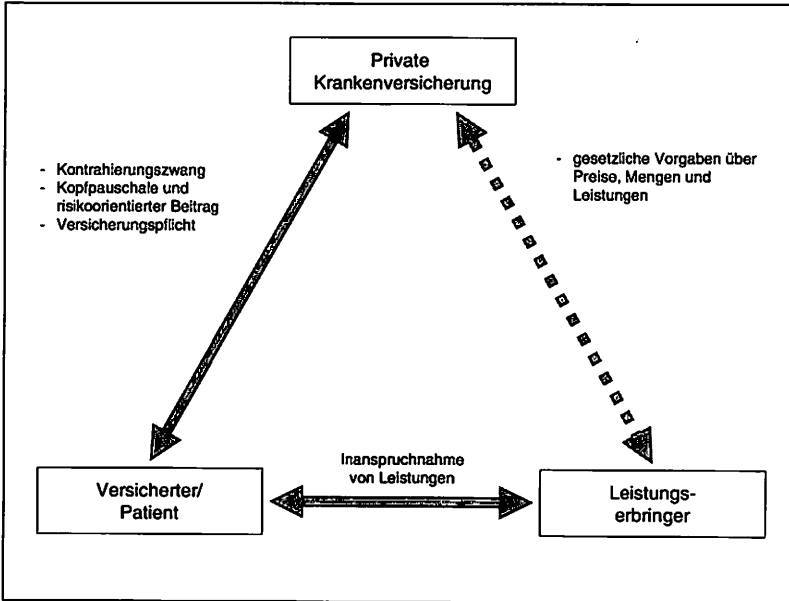 Private
Krankenversicherung
- Kontrahierungszwang
- Kopfpauschale und
risikoorientierter Beitrag
- Versicherungspflicht
- gesetzliche Vorgaben über
Preise, Mengen und
Leistungen
Inanspruchnahme
von Leistungen
Versicherter/
Patient
Leistungs-
erbringer